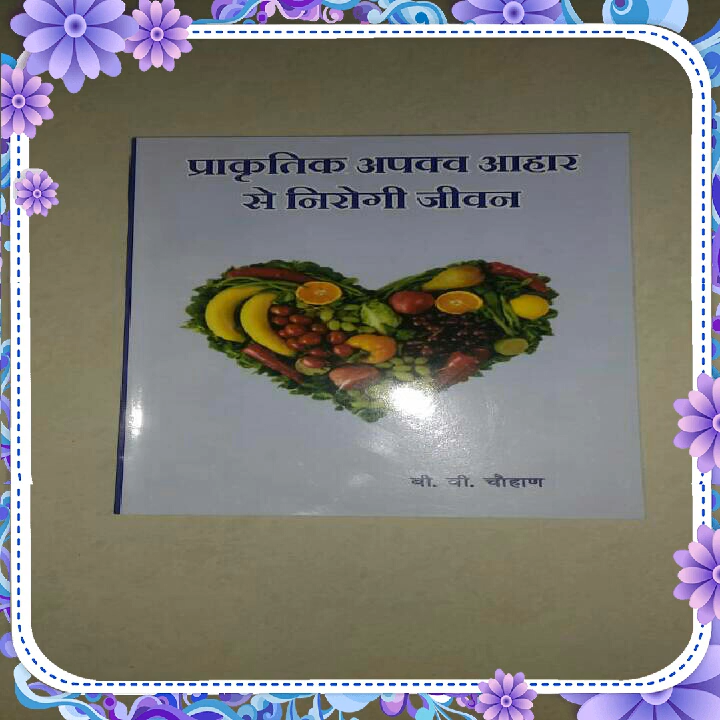 प्राकृतिक अपक्व आहार
से निरोगी जीवन
बी. वी. चौहाण